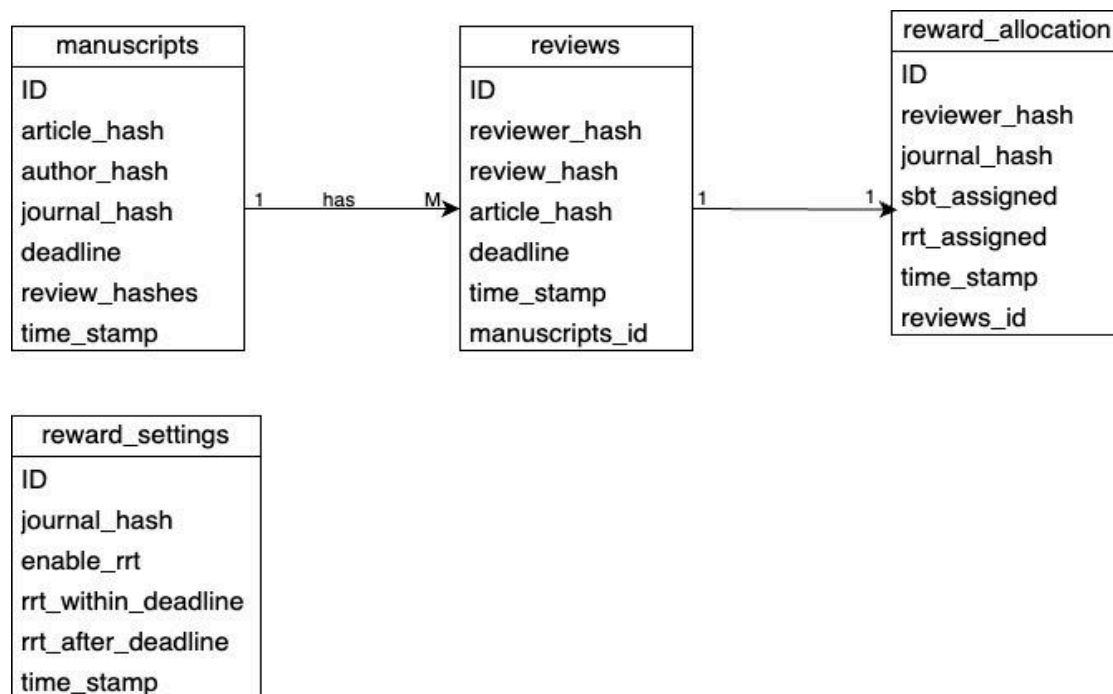 manuscripts
ID
article_hash
author_hash
journal_hash
deadline
review_hashes
time_stamp
1 has M
reviews
ID
reviewer_hash
review_hash
article_hash
deadline
time_stamp
manuscripts_id
1 1
reward_allocation
ID
reviewer_hash
journal_hash
sbt_assigned
rrt_assigned
time_stamp
reviews_id
reward_settings
ID
journal_hash
enable_rrt
rrt_within_deadline
rrt_after_deadline
time_stamp